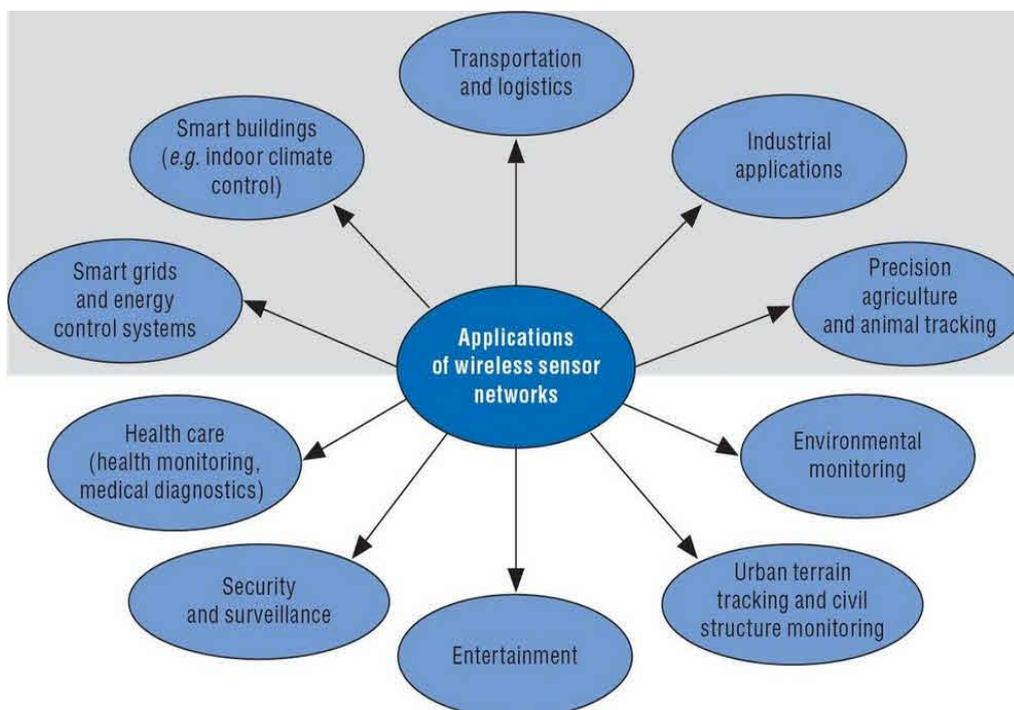 Transportation
and logistics
Smart buildings
(e.g. indoor climate
control)
Industrial
applications
Smart grids
and energy
control systems
Precision
agriculture
and animal tracking
Applications
of wireless sensor
networks
Health care
(health monitoring,
medical diagnostics)
Environmental
monitoring
Security
and surveillance
Urban terrain
tracking and civil
structure monitoring
Entertainment